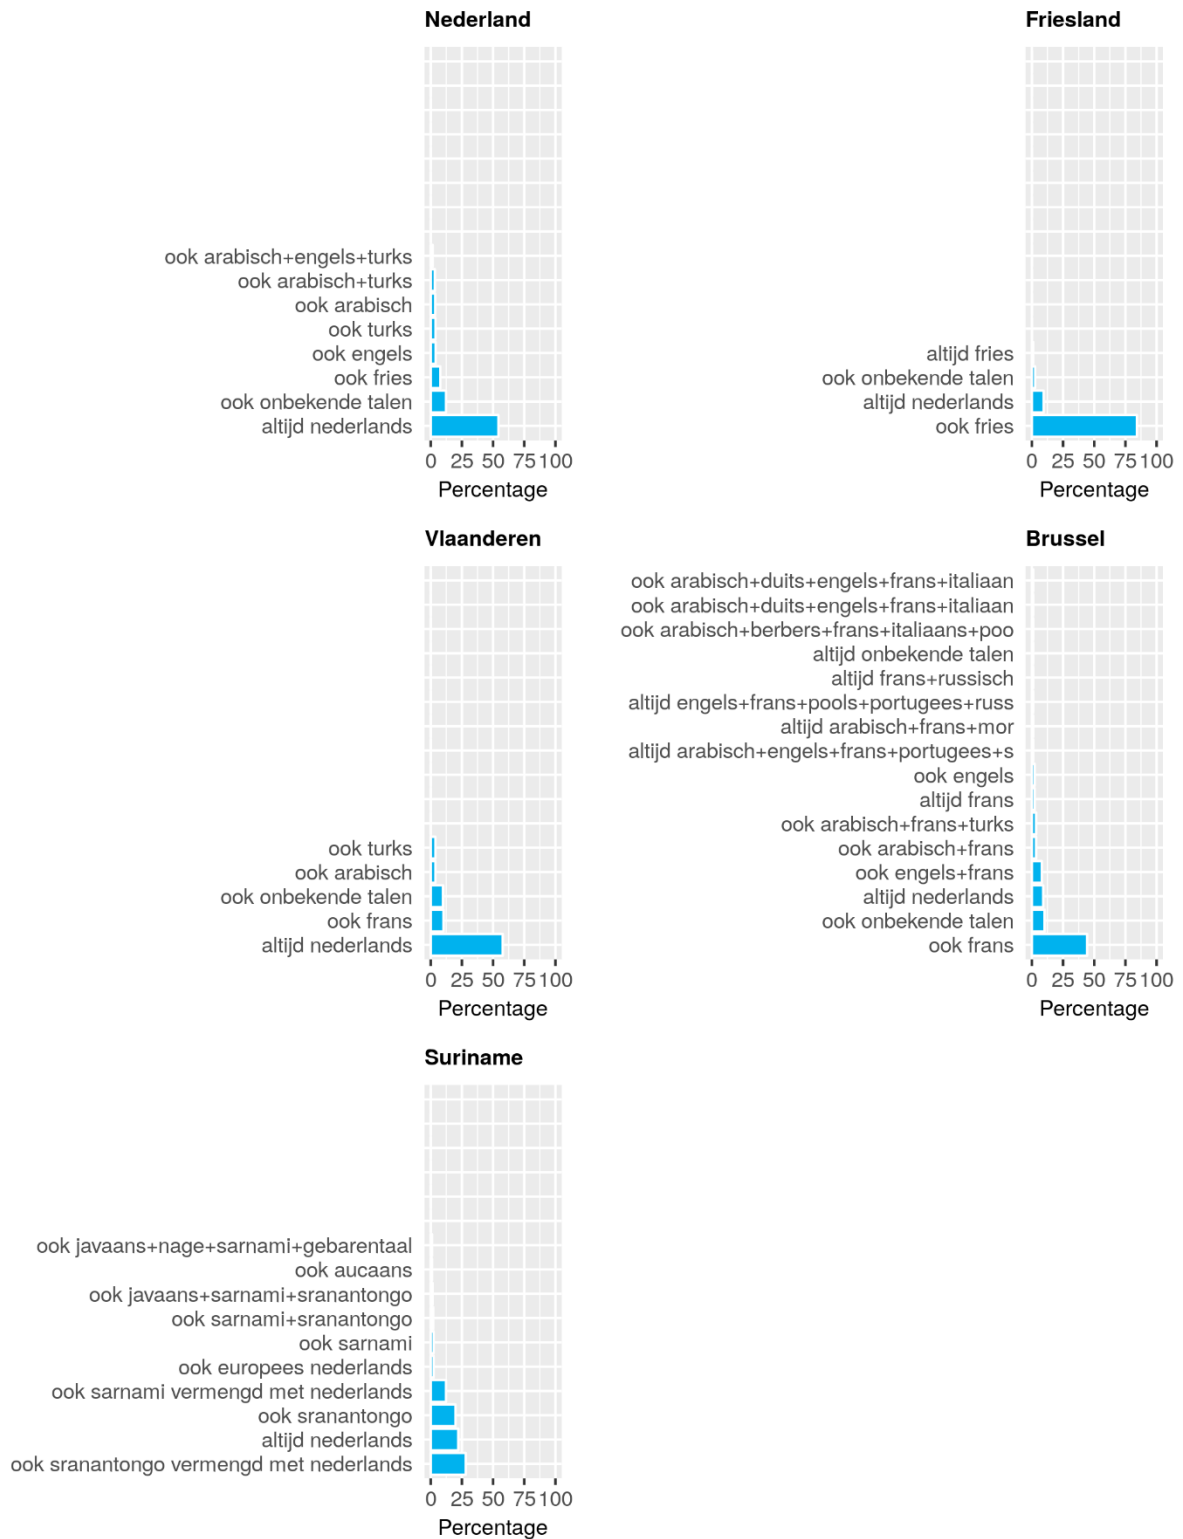 Nederland
ook arabisch+engels+turks
ook arabisch+turks
ook arabisch
ook turks
ook engels
ook fries
ook onbekende talen
altijd nederlands
0 25 50 75 100
Percentage
Friesland
altijd fries
ook onbekende talen
altijd nederlands
ook fries
0 25 50 75 100
Percentage
Vlaanderen
ook turks
ook arabisch
ook onbekende talen
ook frans
altijd nederlands
0 25 50 75 100
Percentage
Brussel
ook arabisch+duits+engels+frans+italiaan
ook arabisch+duits+engels+frans+italiaan
ook arabisch+berbers+frans+italiaans+poo
altijd onbekende talen
altijd frans+russisch
altijd engels+frans+pools+portugees+russ
altijd arabisch+frans+mor
altijd arabisch+engels+frans+portugees+s
ook engels
altijd frans
ook arabisch+frans+turks
ook arabisch+frans
ook engels+frans
altijd nederlands
ook onbekende talen
ook frans
0 25 50 75 100
Percentage
Suriname
ook javaans+nage+sarnami+gebarentaal
ook aucaans
ook javaans+sarnami+sranantongo
ook sarnami+sranantongo
ook sarnami
ook europees nederlands
ook sarnami vermengd met nederlands
ook sranantongo
altijd nederlands
ook sranantongo vermengd met nederlands
0 25 50 75 100
Percentage